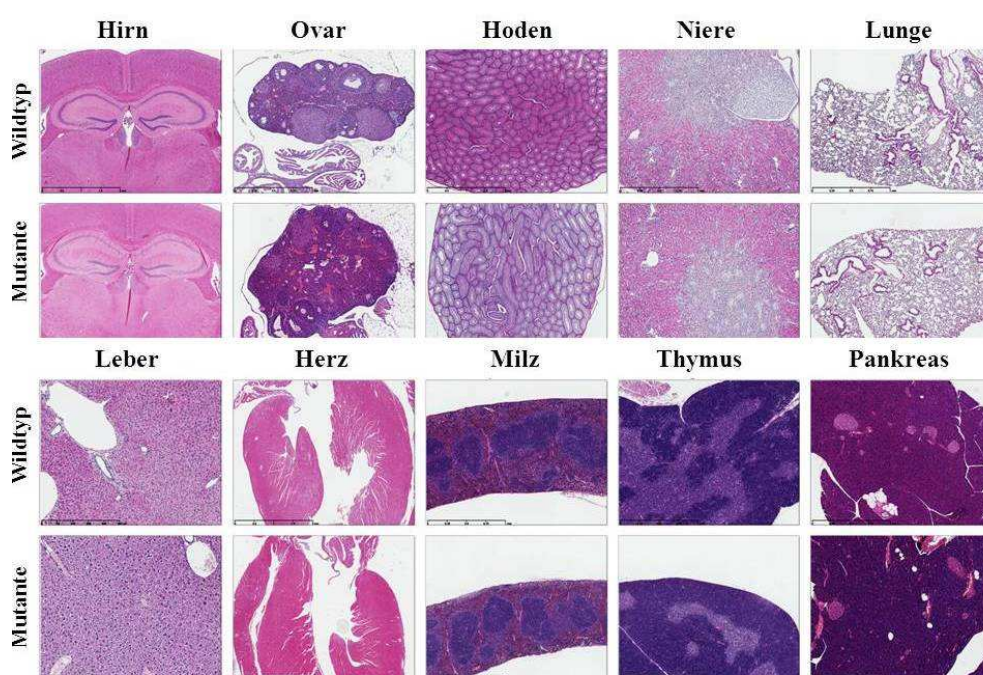 Hirn Ovar Hoden Niere Lunge
Wildtyp
Mutante
Leber Herz Milz Thymus Pankreas
Wildtyp
Mutante